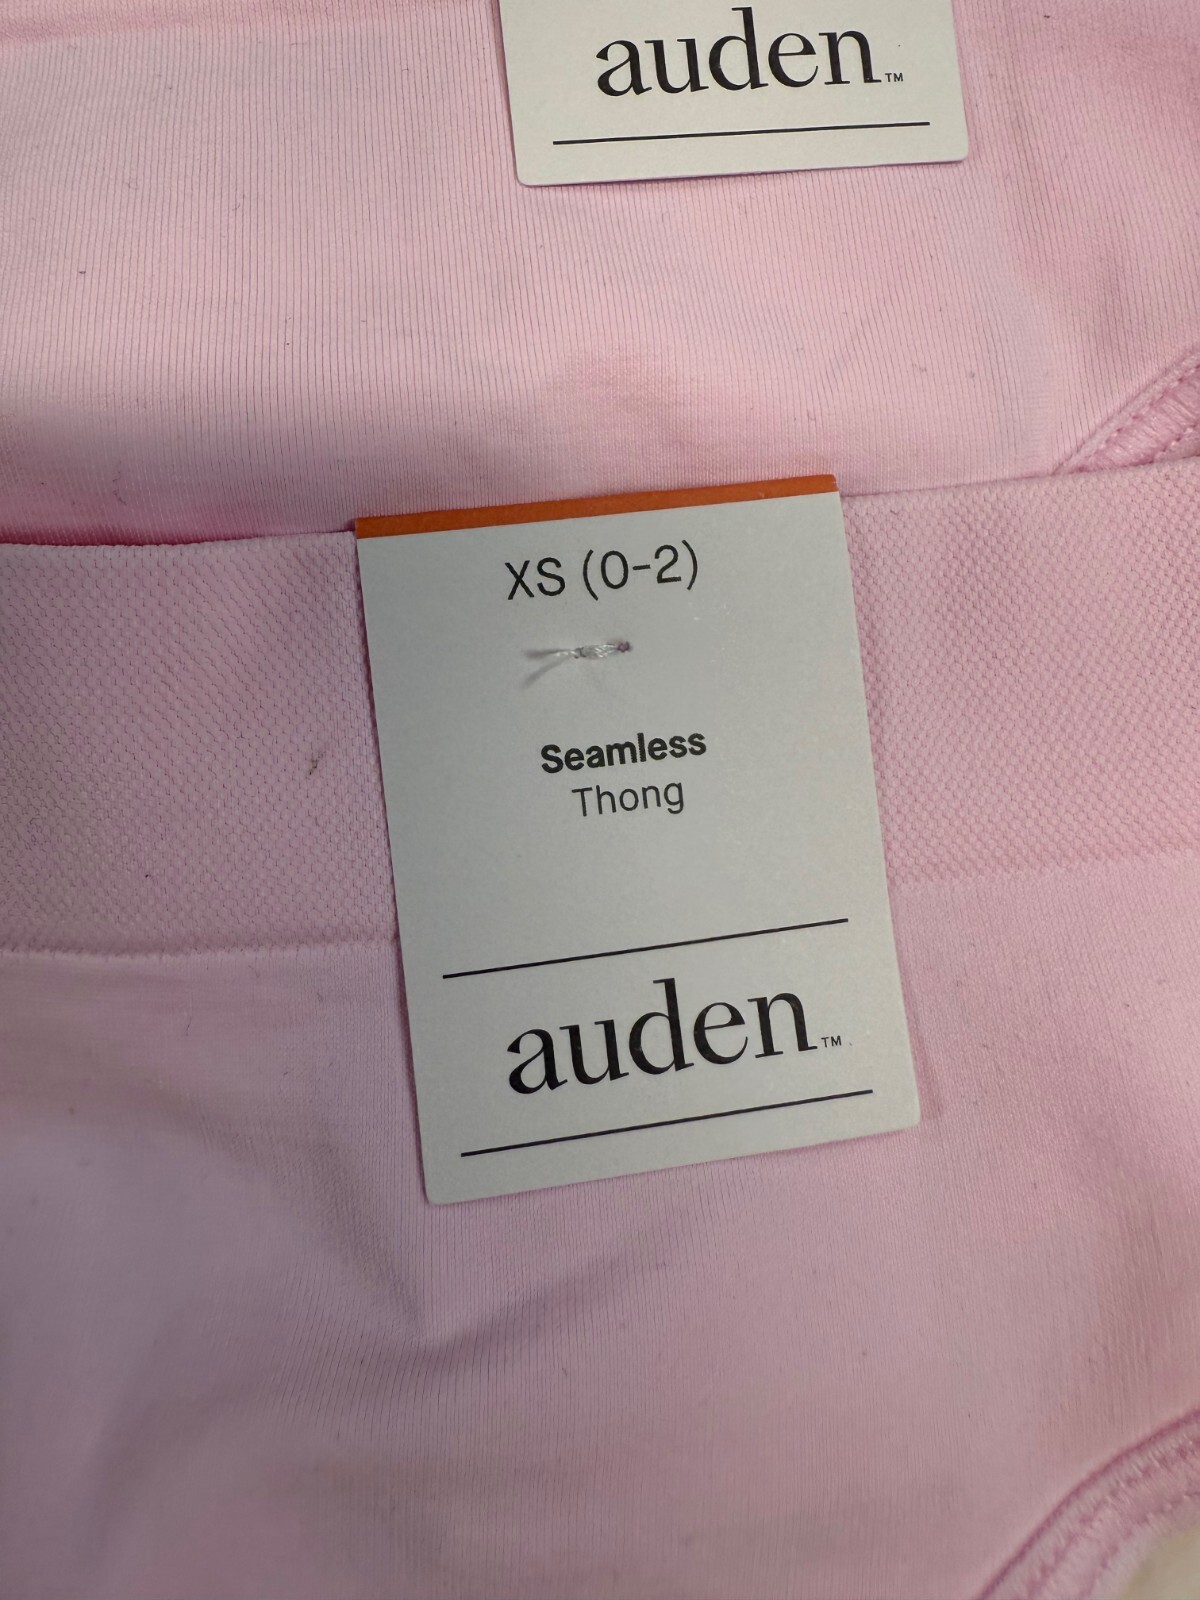 auden™
XS (0-2)
Seamless
Thong
auden™